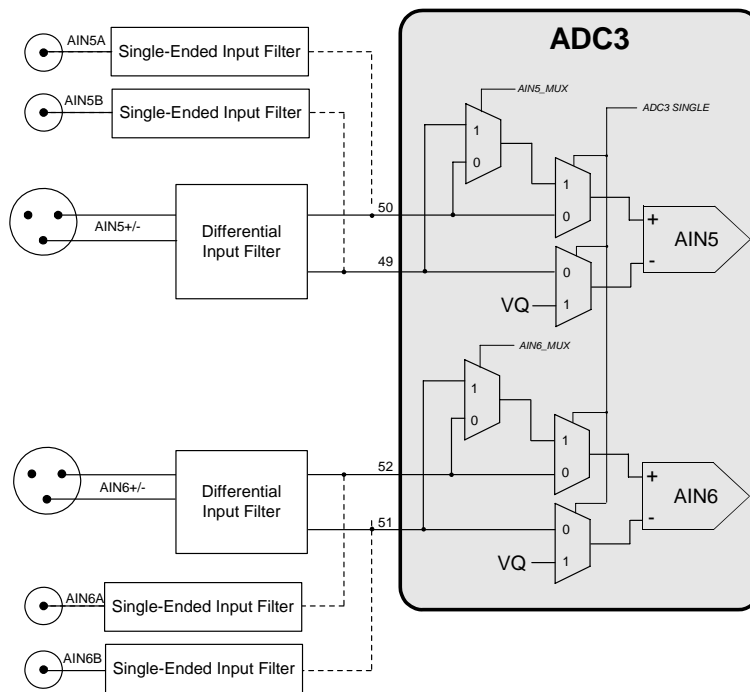 ADC3
AIN5A
Single-Ended Input Filter
AIN5B
Single-Ended Input Filter
AIN5_MUX
ADC3 SINGLE
1
0
1
0
AIN5+/-
Differential
Input Filter
50
49
+
-
AIN5
0
1
VQ
AIN6_MUX
1
0
1
0
AIN6+/-
Differential
Input Filter
52
51
+
-
AIN6
0
1
VQ
AIN6A
Single-Ended Input Filter
AIN6B
Single-Ended Input Filter